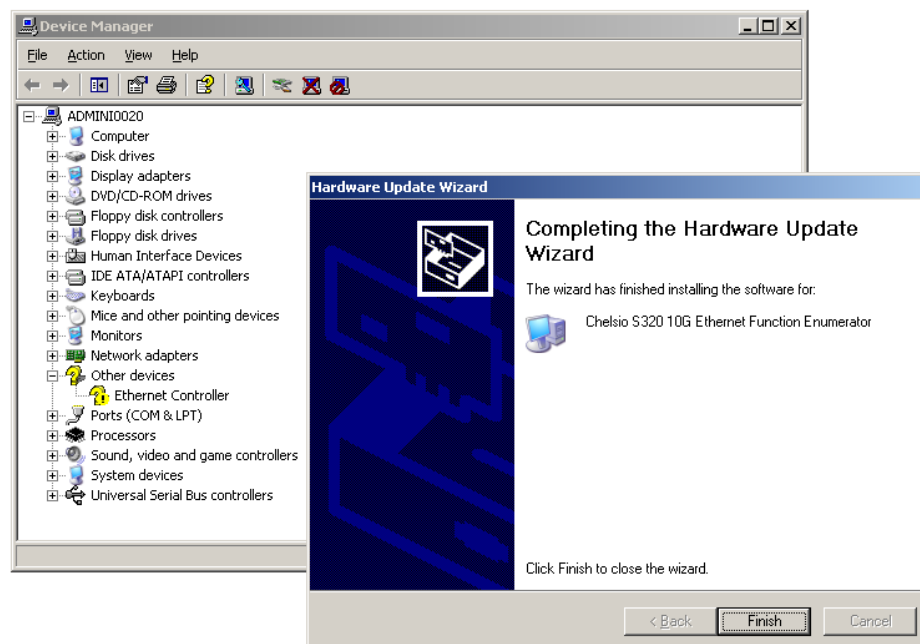 Device Manager
File Action View Help
ADMINI0020
Computer
Disk drives
Display adapters
DVD/CD-ROM drives
Floppy disk controllers
Floppy disk drives
Human Interface Devices
IDE ATA/ATAPI controllers
Keyboards
Mice and other pointing devices
Monitors
Network adapters
Other devices
Ethernet Controller
Ports (COM & LPT)
Processors
Sound, video and game controllers
System devices
Universal Serial Bus controllers
Hardware Update Wizard
Completing the Hardware Update
Wizard
The wizard has finished installing the software for:
Chelsio S320 10G Ethernet Function Enumerator
Click Finish to close the wizard.
< Back Finish Cancel